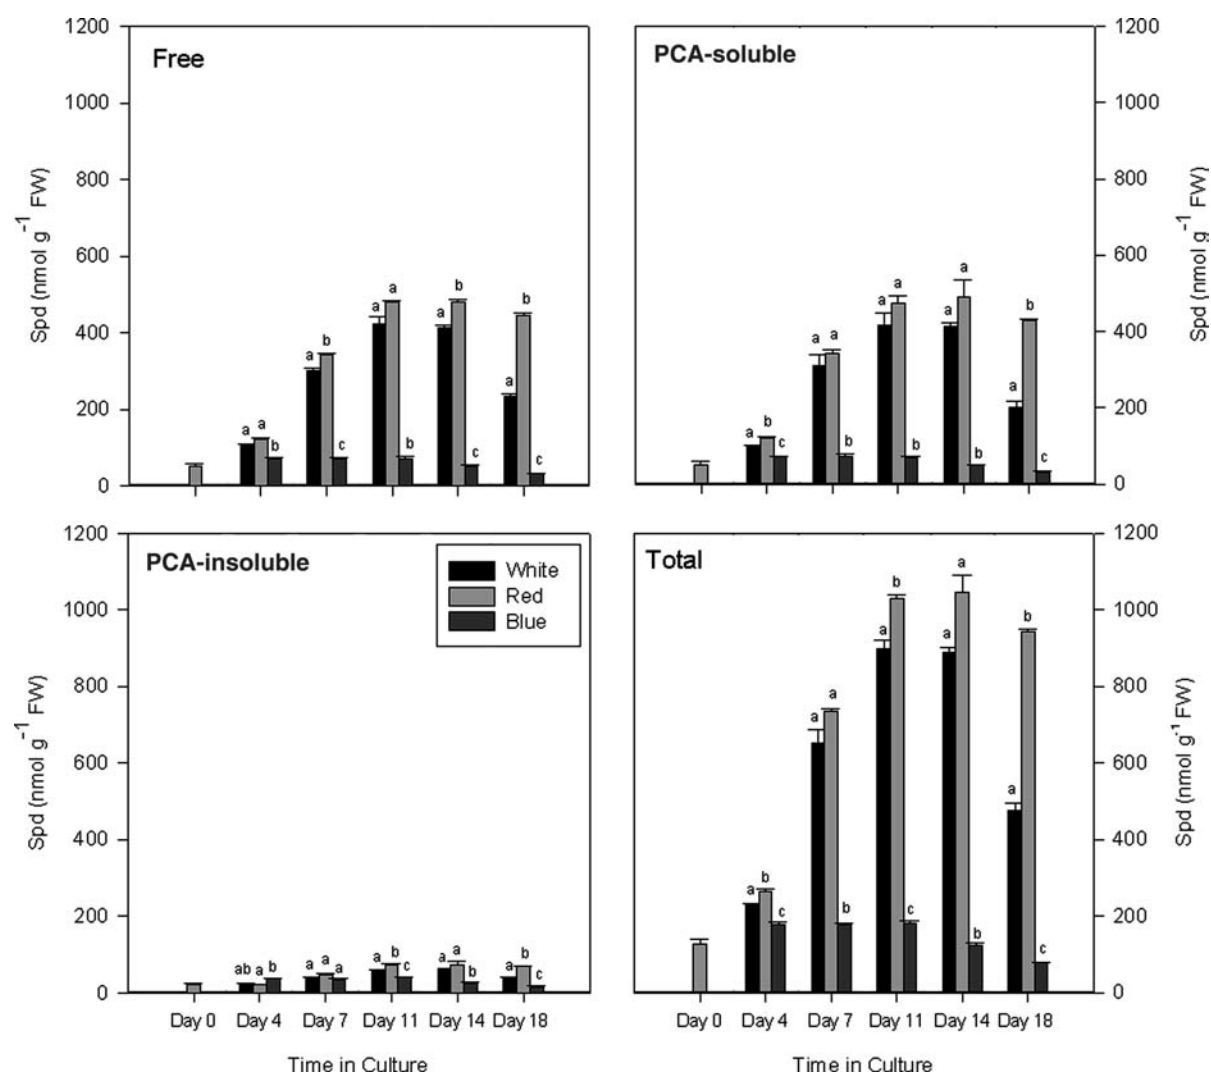 Free
1200
1000
800
600
400
200
0
Spd (nmol g⁻¹ FW)
a a b
a b c
a a b
a b c
a b c
PCA-soluble
1200
1000
800
600
400
200
0
Spd (nmol g⁻¹ FW)
a b c
a a b
a a b
a a b
a b c
PCA-insoluble
White
Red
Blue
1200
1000
800
600
400
200
0
Spd (nmol g⁻¹ FW)
ab a b
a a a
a b c
a a b
a b c
Day 0 Day 4 Day 7 Day 11 Day 14 Day 18
Time in Culture
Total
1200
1000
800
600
400
200
0
Spd (nmol g⁻¹ FW)
a b c
a a b
a b c
a a b
a b c
Day 0 Day 4 Day 7 Day 11 Day 14 Day 18
Time in Culture